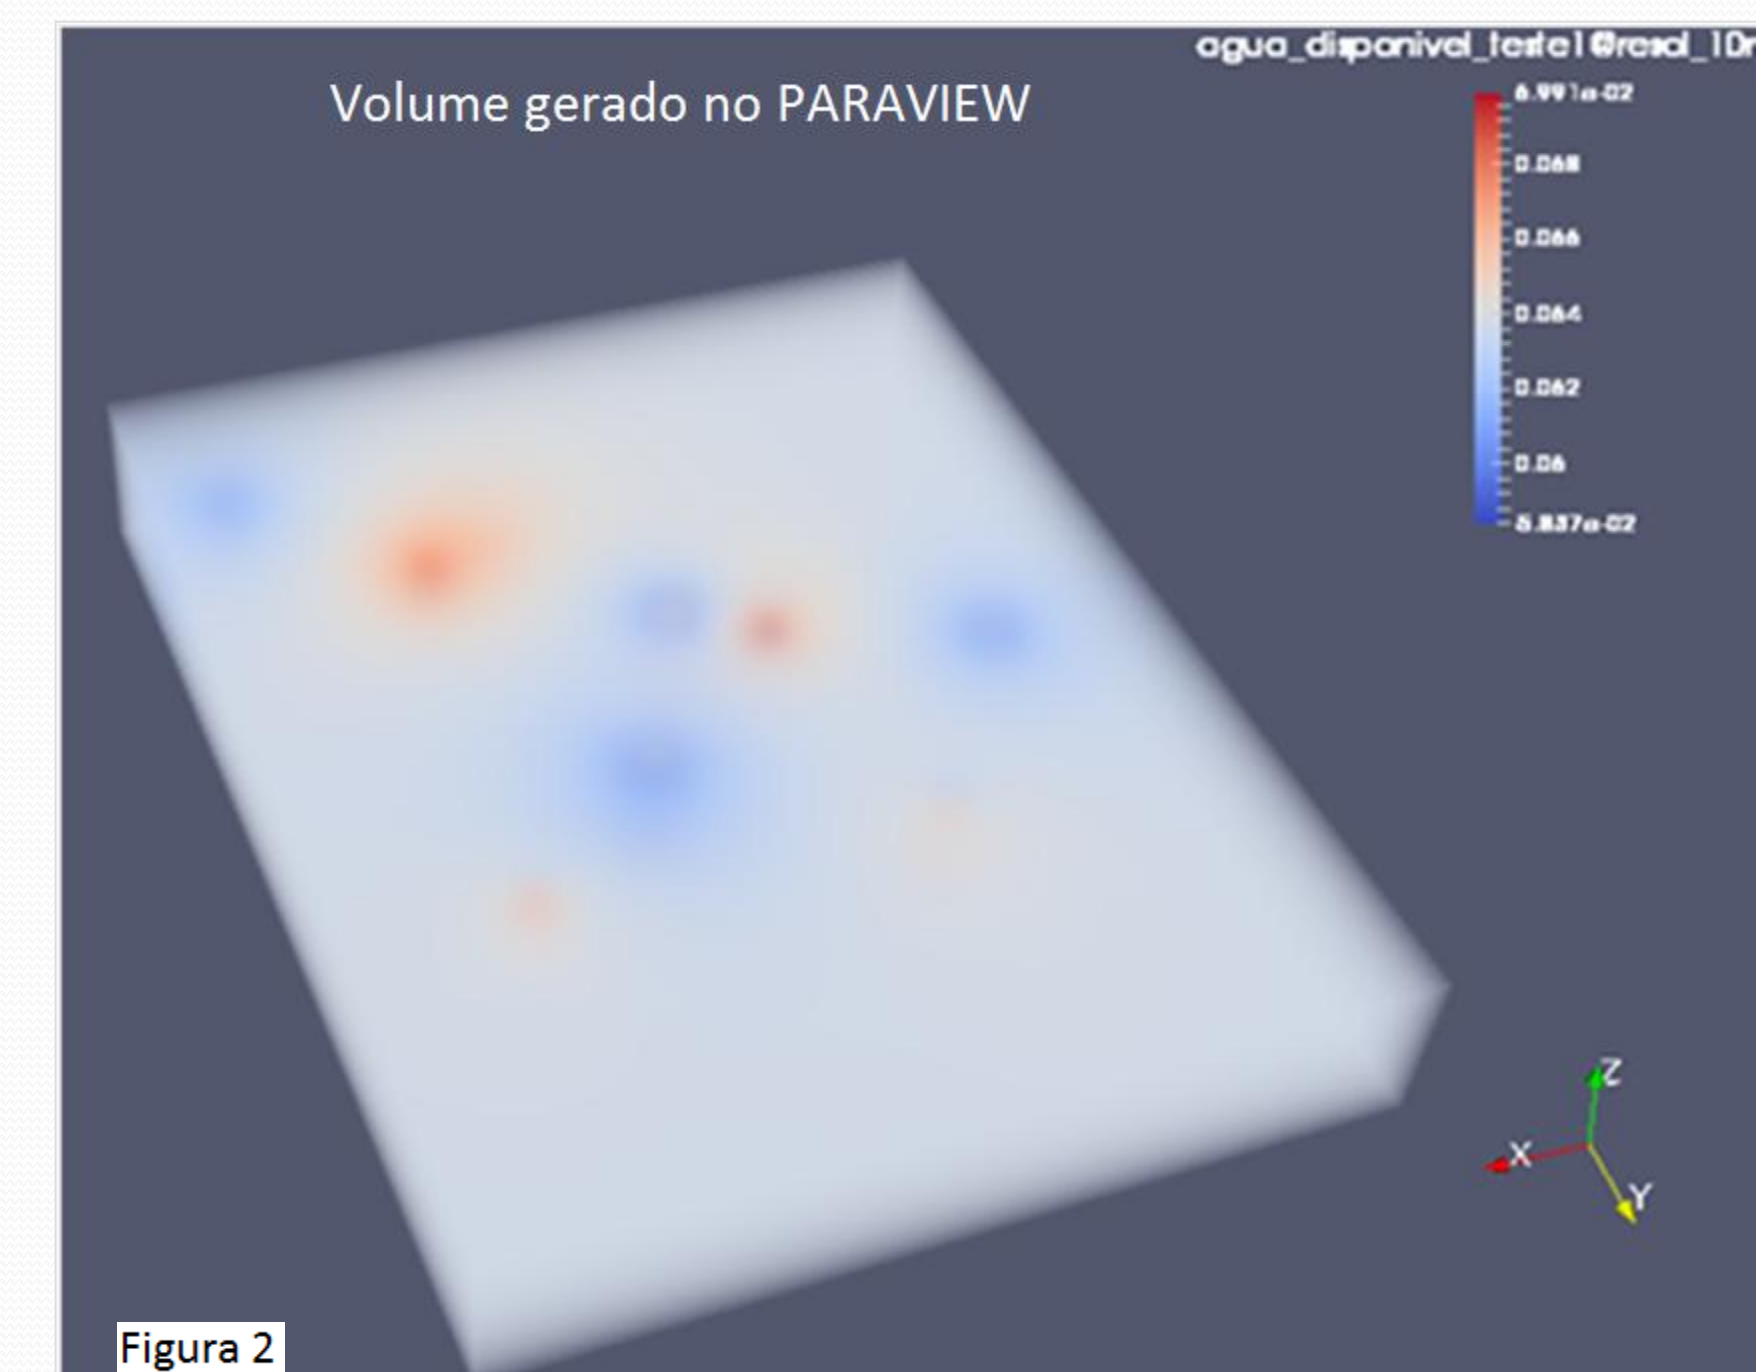 agua_disponivel_teste1@resol_10m
Volume gerado no PARAVIEW
6.991e-02
0.068
0.066
0.064
0.062
0.06
5.837e-02
Z
X
Y
Figura 2